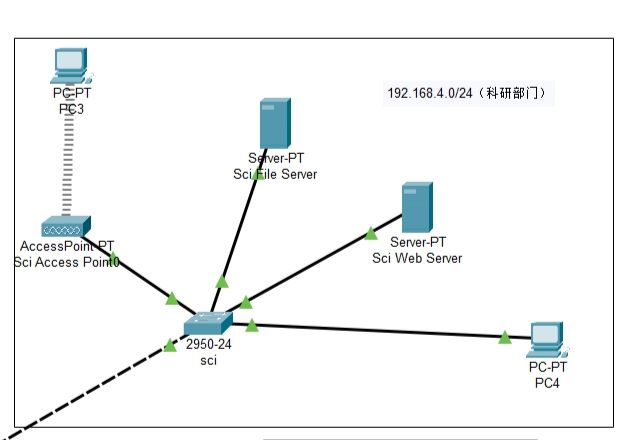 PC-PT
PC3
192.168.4.0/24（科研部门）
Server-PT
Sci File Server
AccessPoint-PT
Sci Access Point0
Server-PT
Sci Web Server
2950-24
sci
PC-PT
PC4